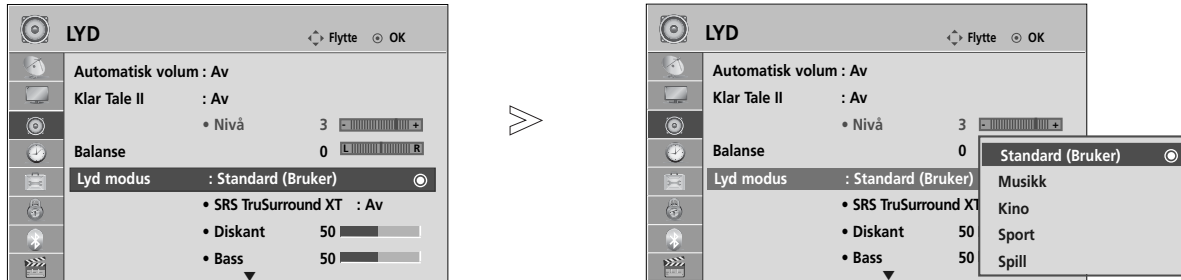 LYD Flytte OK
Automatisk volum : Av
Klar Tale II : Av
• Nivå 3 - +
Balanse 0 L R
Lyd modus : Standard (Bruker)
• SRS TruSurround XT : Av
• Diskant 50
• Bass 50
LYD Flytte OK
Automatisk volum : Av
Klar Tale II : Av
• Nivå 3 - +
Balanse 0
Lyd modus : Standard (Bruker)
• SRS TruSurround XT
• Diskant 50
• Bass 50
Standard (Bruker)
Musikk
Kino
Sport
Spill